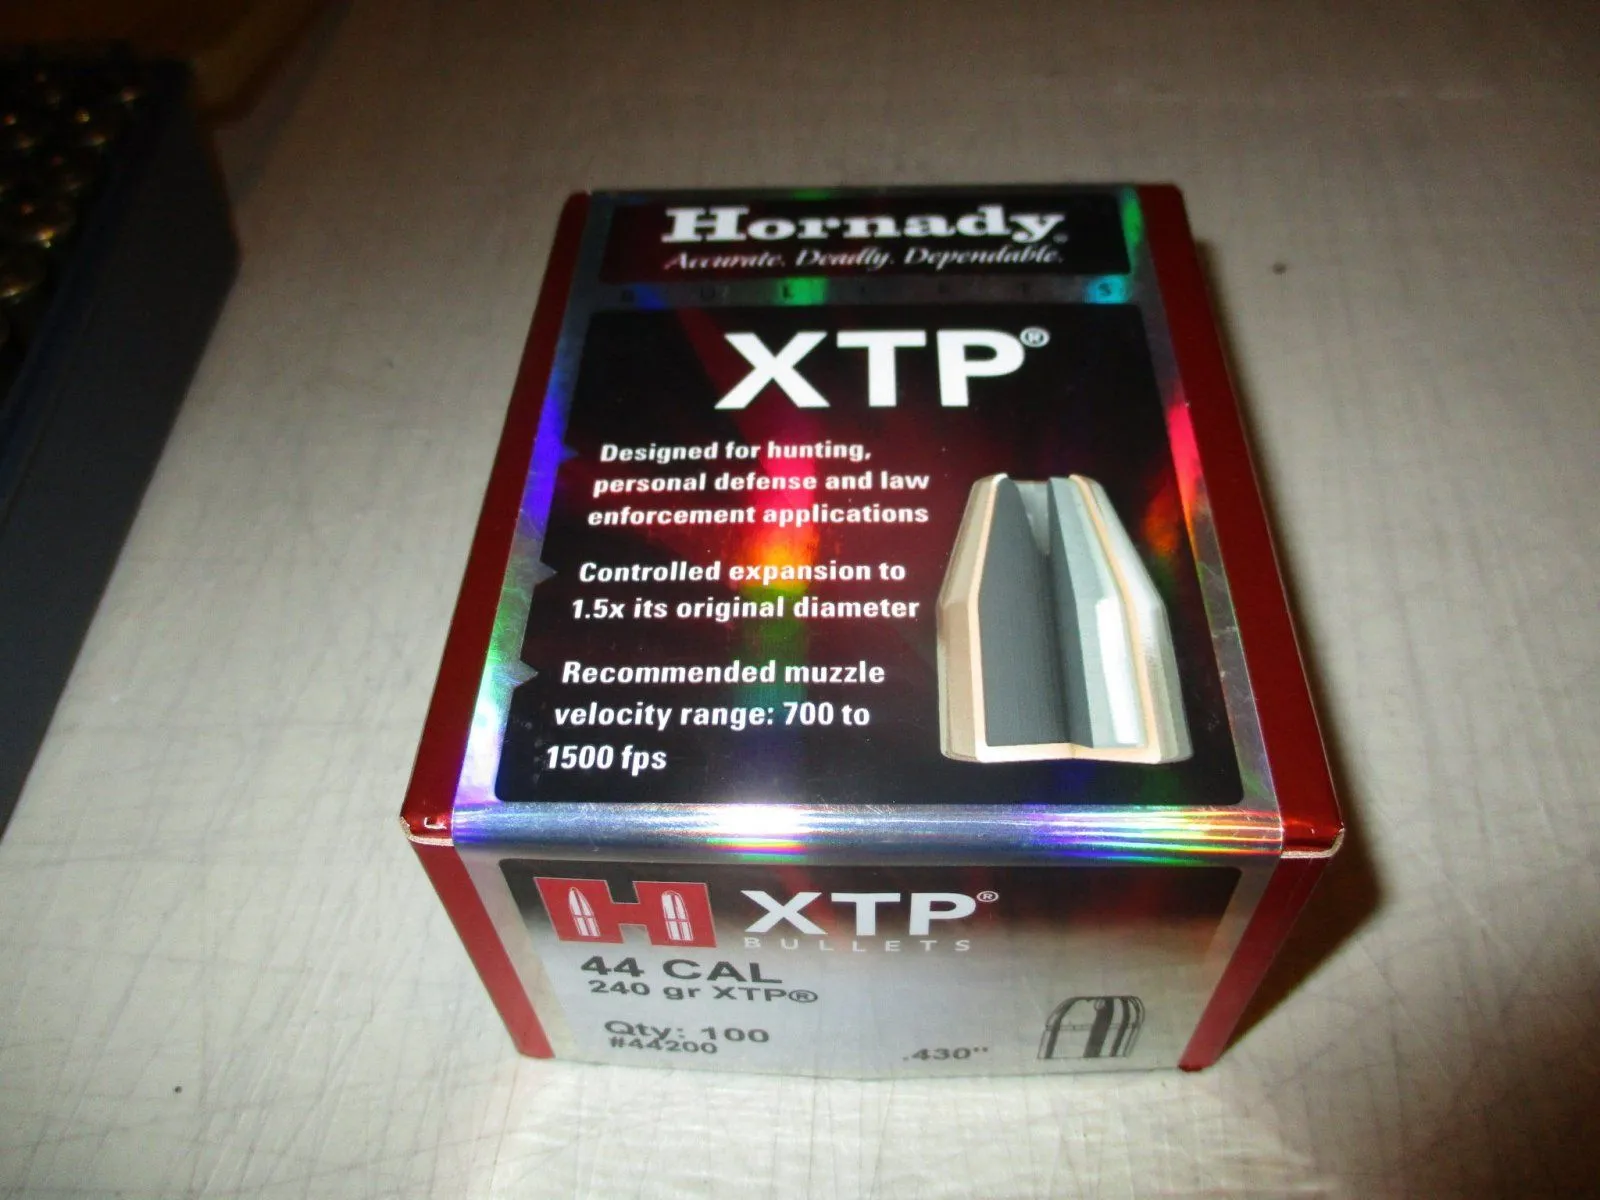 Hornady®
Accurate. Deadly. Dependable.
BULLETS
XTP®
Designed for hunting,
personal defense and law
enforcement applications
Controlled expansion to
1.5x its original diameter
Recommended muzzle
velocity range: 700 to
1500 fps
H XTP®
BULLETS
44 CAL
240 gr XTP®
Qty: 100
#44200
.430"